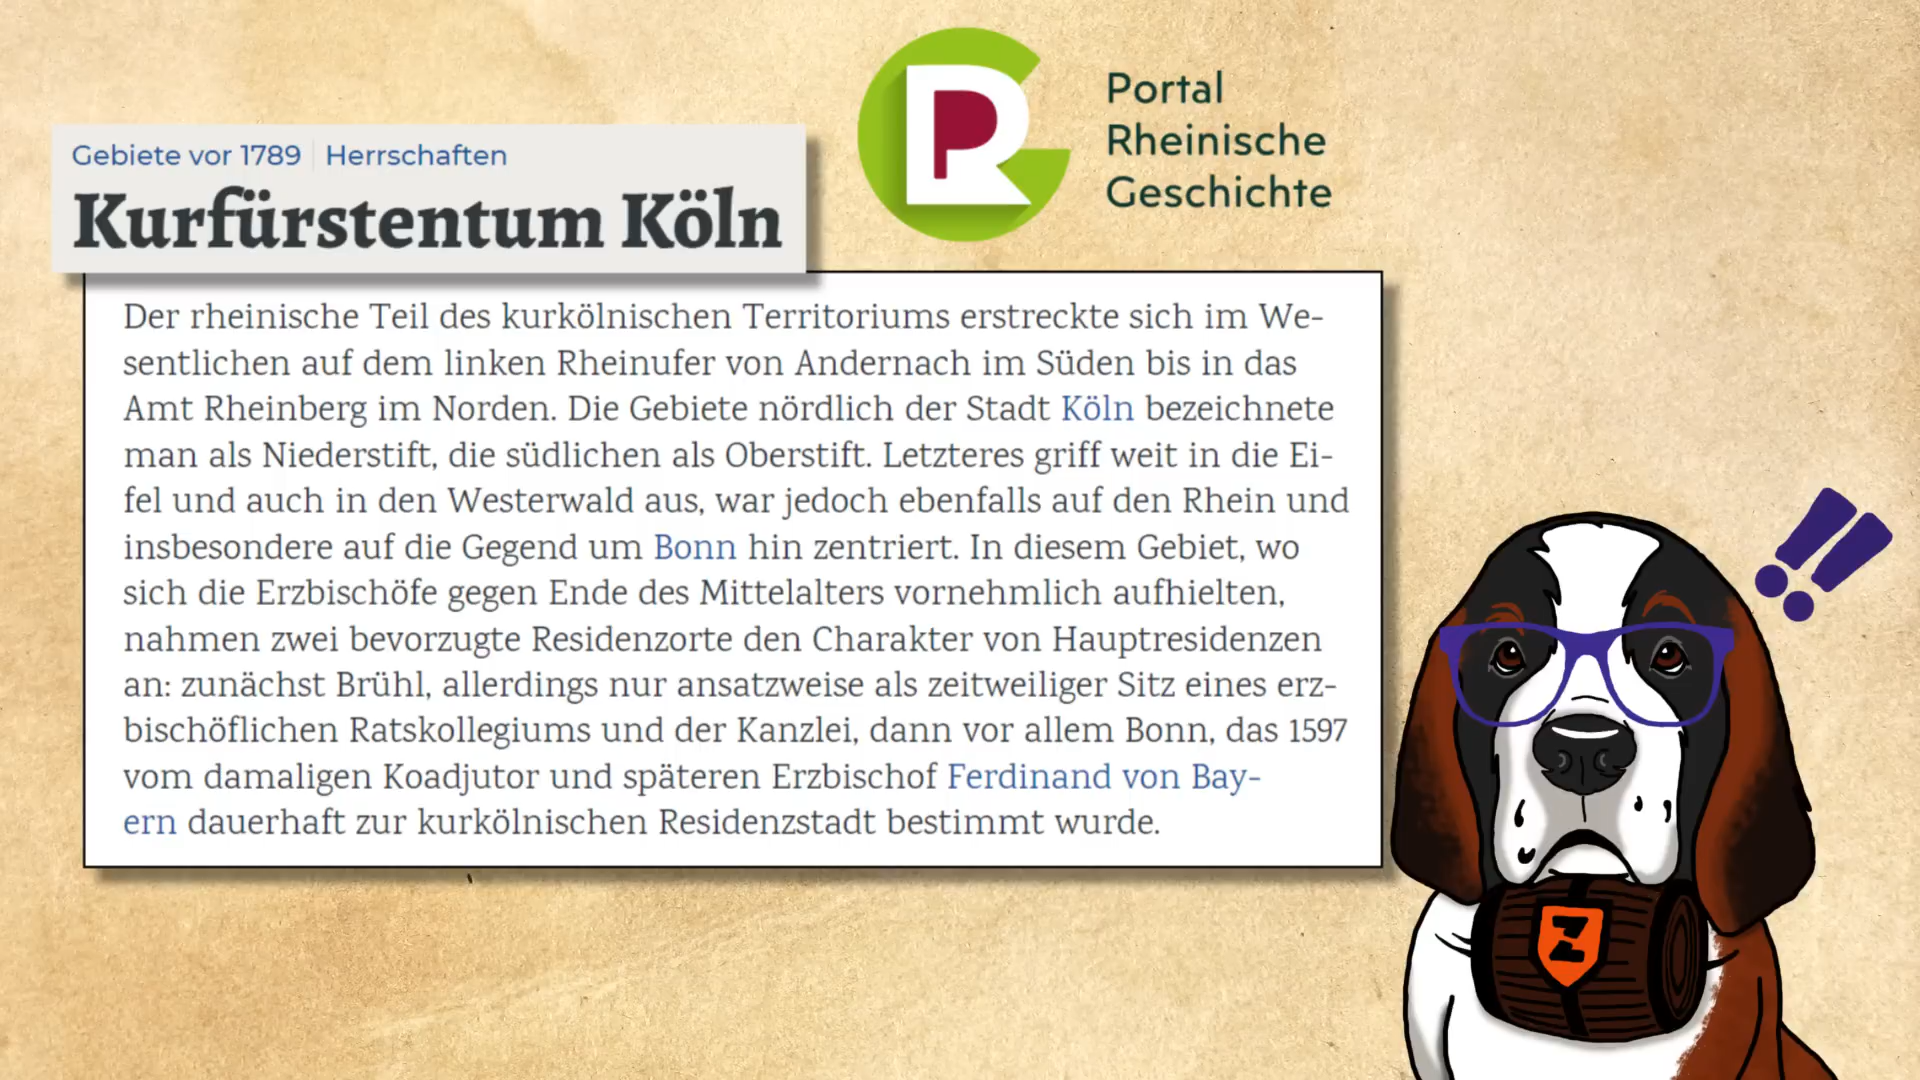 Gebiete vor 1789 Herrschaften
Kurfürstentum Köln
Portal
Rheinische
Geschichte
Der rheinische Teil des kurkölnischen Territoriums erstreckte sich im We-
sentlichen auf dem linken Rheinufer von Andernach im Süden bis in das
Amt Rheinberg im Norden. Die Gebiete nördlich der Stadt Köln bezeichnete
man als Niederstift, die südlichen als Oberstift. Letzteres griff weit in die Ei-
fel und auch in den Westerwald aus, war jedoch ebenfalls auf den Rhein und
insbesondere auf die Gegend um Bonn hin zentriert. In diesem Gebiet, wo
sich die Erzbischöfe gegen Ende des Mittelalters vornehmlich aufhielten,
nahmen zwei bevorzugte Residenzorte den Charakter von Hauptresidenzen
an: zunächst Brühl, allerdings nur ansatzweise als zeitweiliger Sitz eines erz-
bischöflichen Ratskollegiums und der Kanzlei, dann vor allem Bonn, das 1597
vom damaligen Koadjutor und späteren Erzbischof Ferdinand von Bay-
ern dauerhaft zur kurkölnischen Residenzstadt bestimmt wurde.
!!
Z